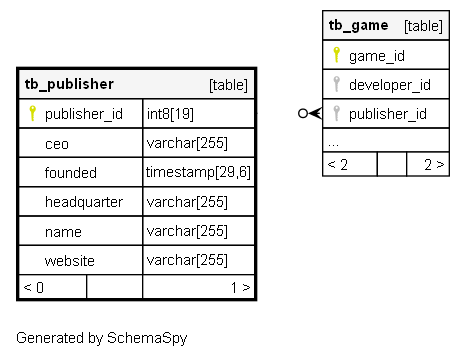 tb_game [table]
game_id
developer_id
publisher_id
...
< 2 2 >
tb_publisher [table]
publisher_id int8[19]
ceo varchar[255]
founded timestamp[29,6]
headquarter varchar[255]
name varchar[255]
website varchar[255]
< 0 1 >
Generated by SchemaSpy